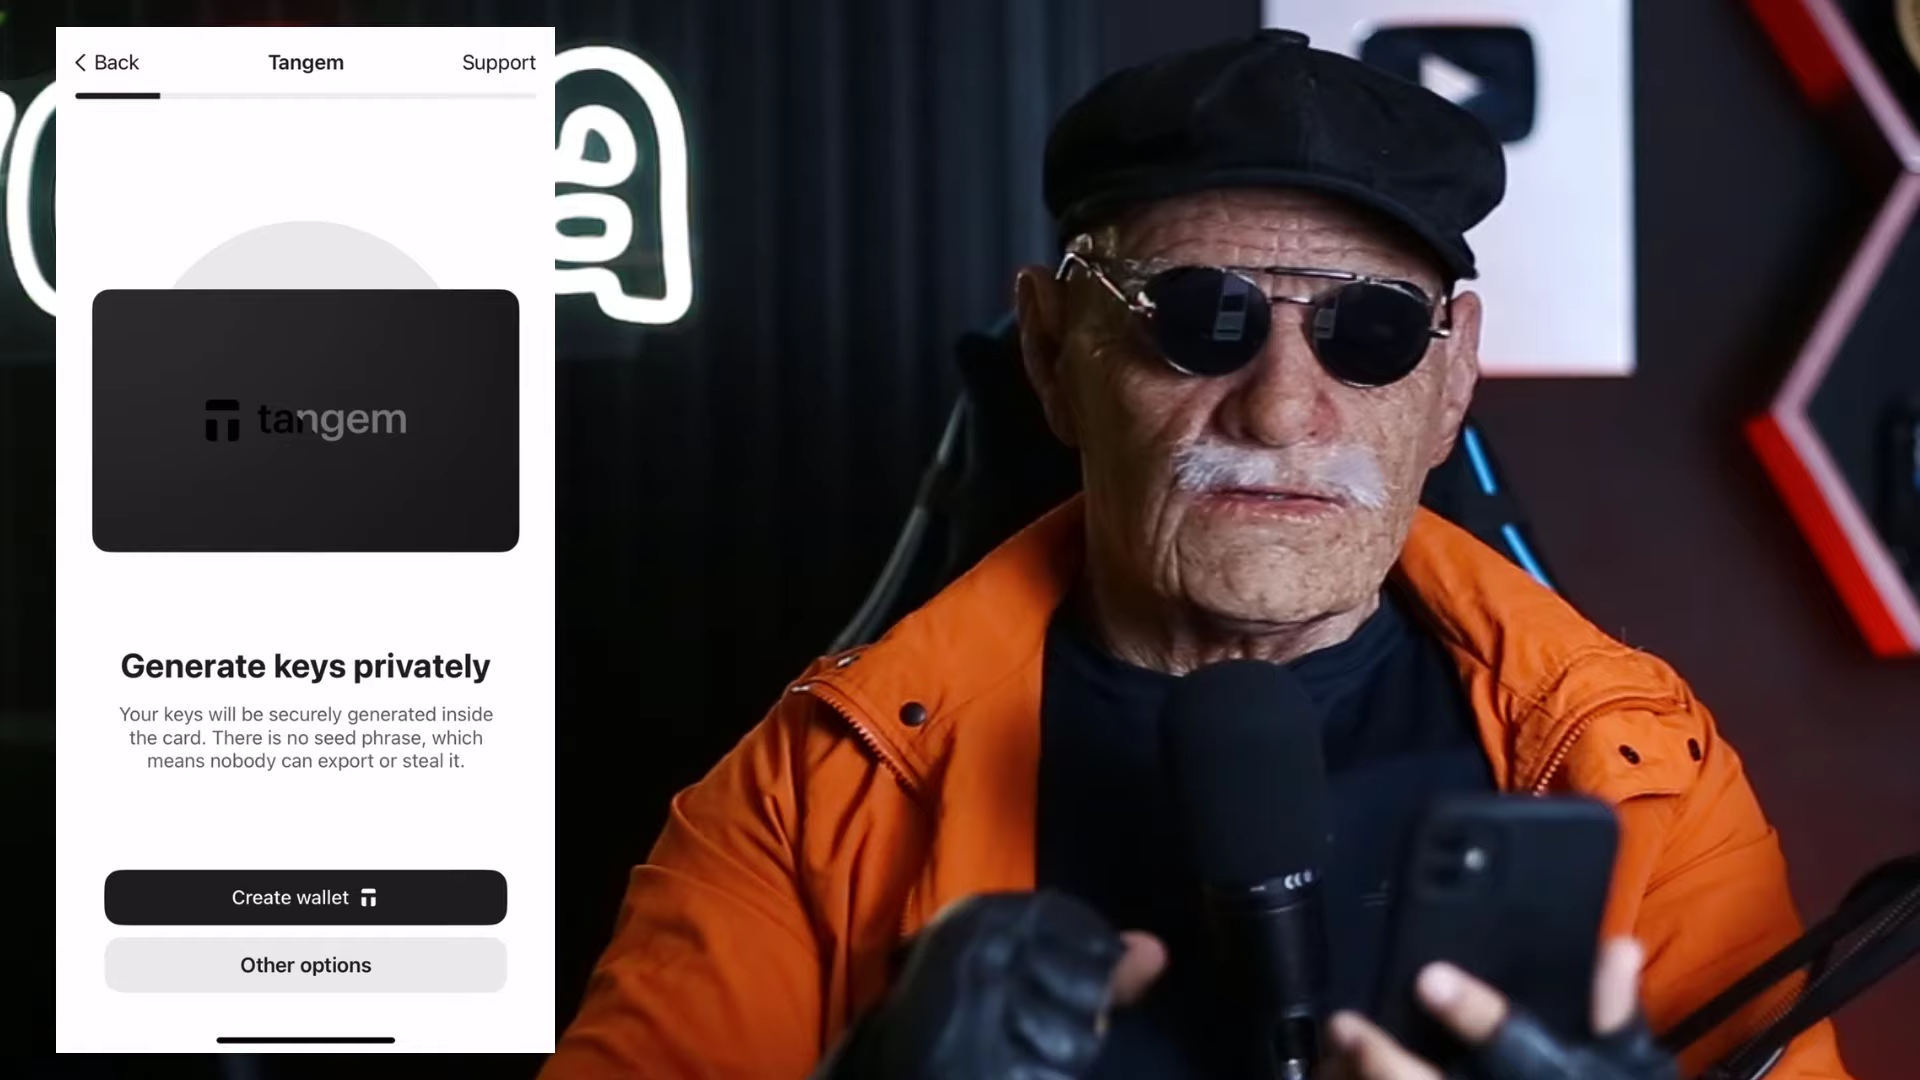 Back
Tangem
Support
tangem
Generate keys privately
Your keys will be securely generated inside
the card. There is no seed phrase, which
means nobody can export or steal it.
Create wallet
Other options